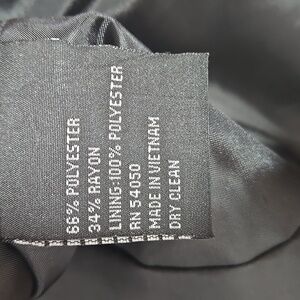 66% POLYESTER
34% RAYON
LINING:100% POLYESTER
RN 54050
MADE IN VIETNAM
DRY CLEAN